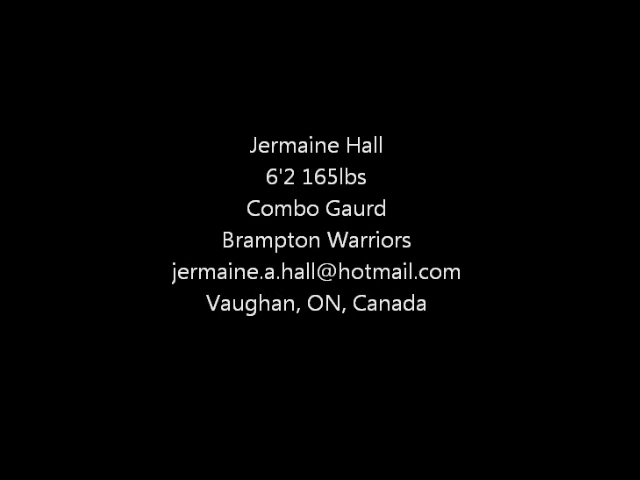 Jermaine Hall
6'2 165lbs
Combo Gaurd
Brampton Warriors
jermaine.a.hall@hotmail.com
Vaughan, ON, Canada